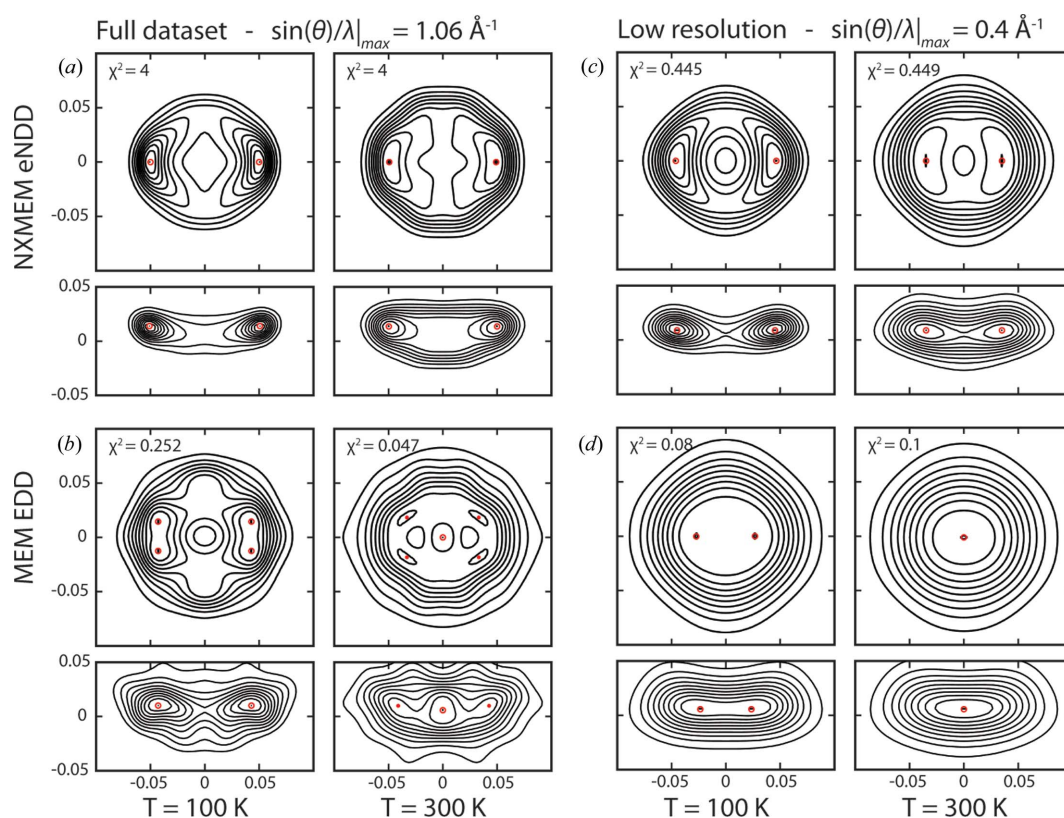 Full dataset - sin(θ)/λ|max = 1.06 Å-1
Low resolution - sin(θ)/λ|max = 0.4 Å-1
(a)
χ² = 4
χ² = 4
(c)
χ² = 0.445
χ² = 0.449
NXMEM eNDD
0.05
0
-0.05
0.05
0
-0.05
(b)
χ² = 0.252
χ² = 0.047
(d)
χ² = 0.08
χ² = 0.1
MEM EDD
0.05
0
-0.05
0.05
0
-0.05
-0.05 0 0.05
-0.05 0 0.05
-0.05 0 0.05
-0.05 0 0.05
T = 100 K
T = 300 K
T = 100 K
T = 300 K